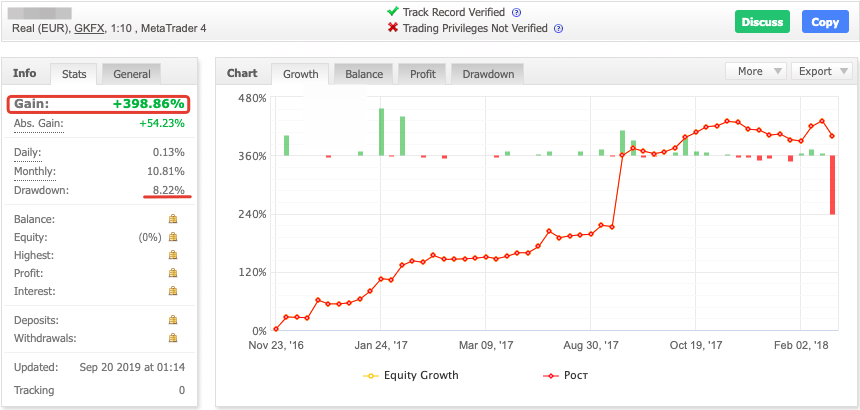 Track Record Verified
Real (EUR), GKFX, 1:10 , MetaTrader 4
Trading Privileges Not Verified
Discuss
Copy
Info Stats General
Gain: +398.86%
Abs. Gain: +54.23%
Daily: 0.13%
Monthly: 10.81%
Drawdown: 8.22%
Balance:
Equity: (0%)
Highest:
Profit:
Interest:
Deposits:
Withdrawals:
Updated: Sep 20 2019 at 01:14
Tracking 0
Chart Growth Balance Profit Drawdown More Export
480%
360%
240%
120%
0%
Nov 23, '16 Jan 24, '17 Mar 09, '17 Aug 30, '17 Oct 19, '17 Feb 02, '18
Equity Growth Рост